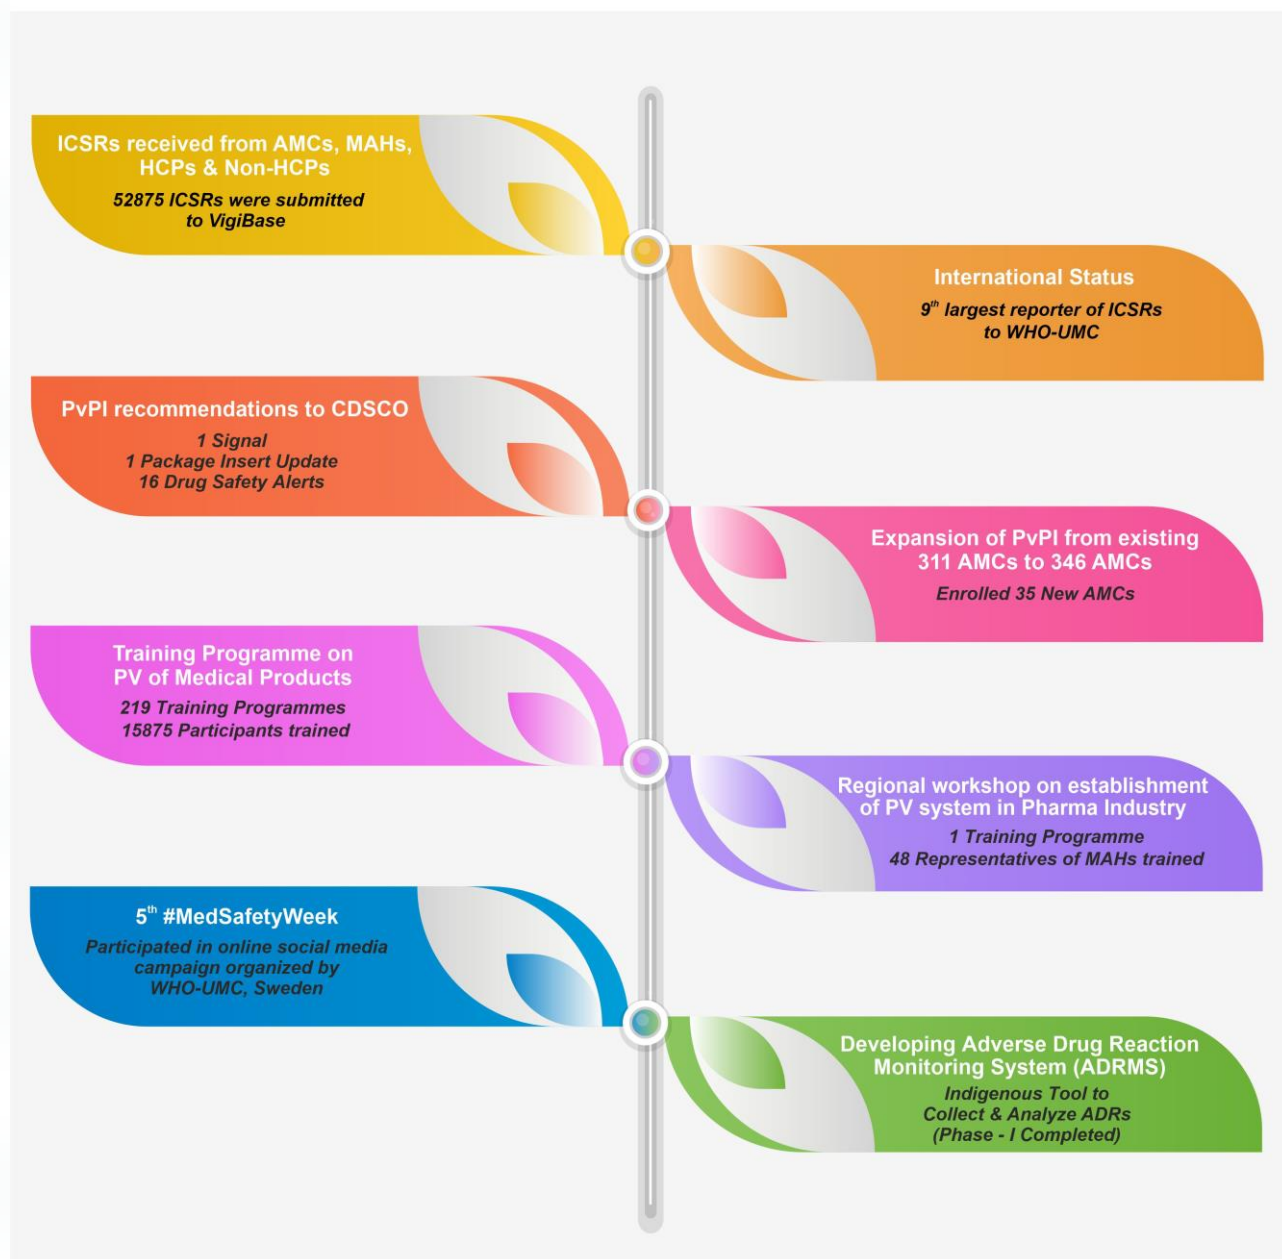 ICSRs received from AMCs, MAHs,
HCPs & Non-HCPs
52875 ICSRs were submitted
to VigiBase
International Status
9th largest reporter of ICSRs
to WHO-UMC
PvPI recommendations to CDSCO
1 Signal
1 Package Insert Update
16 Drug Safety Alerts
Expansion of PvPI from existing
311 AMCs to 346 AMCs
Enrolled 35 New AMCs
Training Programme on
PV of Medical Products
219 Training Programmes
15875 Participants trained
Regional workshop on establishment
of PV system in Pharma Industry
1 Training Programme
48 Representatives of MAHs trained
5th #MedSafetyWeek
Participated in online social media
campaign organized by
WHO-UMC, Sweden
Developing Adverse Drug Reaction
Monitoring System (ADRMS)
Indigenous Tool to
Collect & Analyze ADRs
(Phase - I Completed)